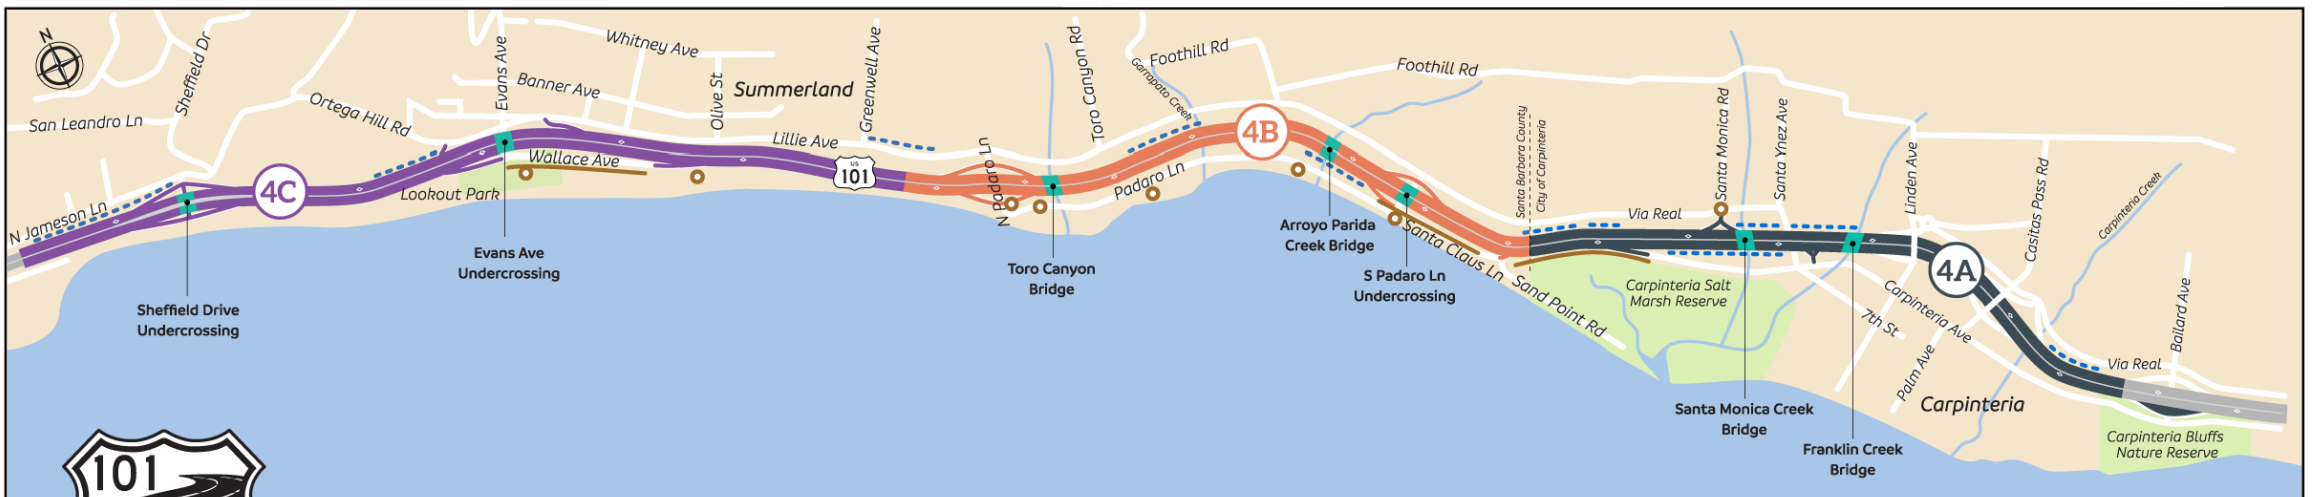 N
Sheffield Dr
San Leandro Ln
N Jameson Ln
Ortega Hill Rd
Evans Ave
Whitney Ave
Banner Ave
Olive St
Summerland
Greenwell Ave
Lillie Ave
Wallace Ave
Lookout Park
4C
US
101
N Padaro Ln
Toro Canyon Rd
Garrapato Creek
Foothill Rd
Padaro Ln
4B
Foothill Rd
Santa Barbara County
City of Carpinteria
Santa Claus Ln
Sand Point Rd
Via Real
Santa Monica Rd
Santa Ynez Ave
Linden Ave
Casitas Pass Rd
Carpinteria Creek
4A
Carpinteria Salt
Marsh Reserve
Carpinteria Ave
7th St
Palm Ave
Bailard Ave
Via Real
Carpinteria
Carpinteria Bluffs
Nature Reserve
Sheffield Drive
Undercrossing
Evans Ave
Undercrossing
Toro Canyon
Bridge
Arroyo Parida
Creek Bridge
S Padaro Ln
Undercrossing
Santa Monica Creek
Bridge
Franklin Creek
Bridge
101